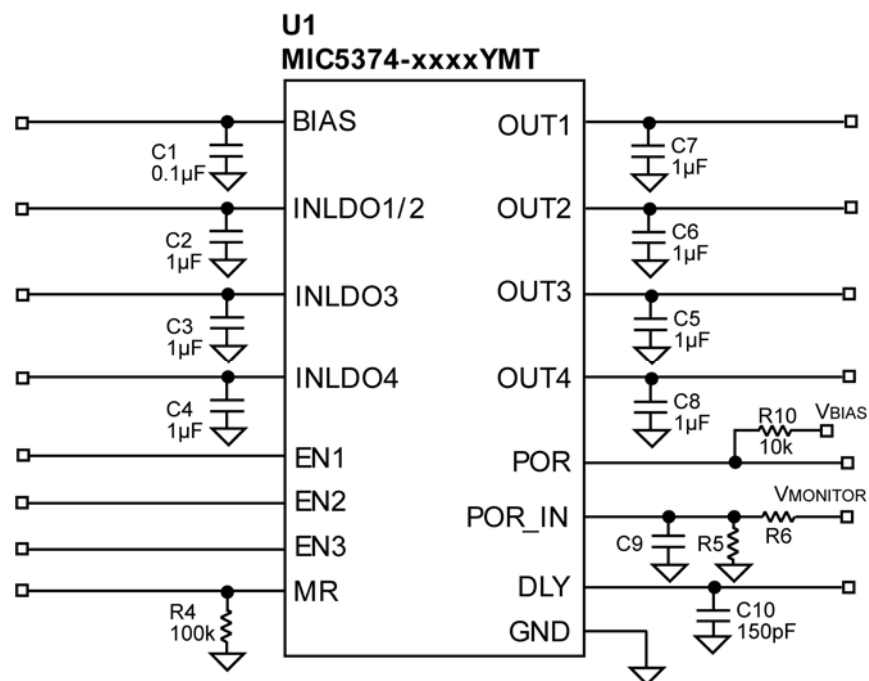 U1
MIC5374-xxxxYMT
BIAS
C1
0.1µF
INLDO1/2
C2
1µF
INLDO3
C3
1µF
INLDO4
C4
1µF
EN1
EN2
EN3
MR
R4
100k
OUT1
C7
1µF
OUT2
C6
1µF
OUT3
C5
1µF
OUT4
C8
1µF
R10
10k
VBIAS
POR
VMONITOR
POR_IN
C9
R5
R6
DLY
C10
150pF
GND